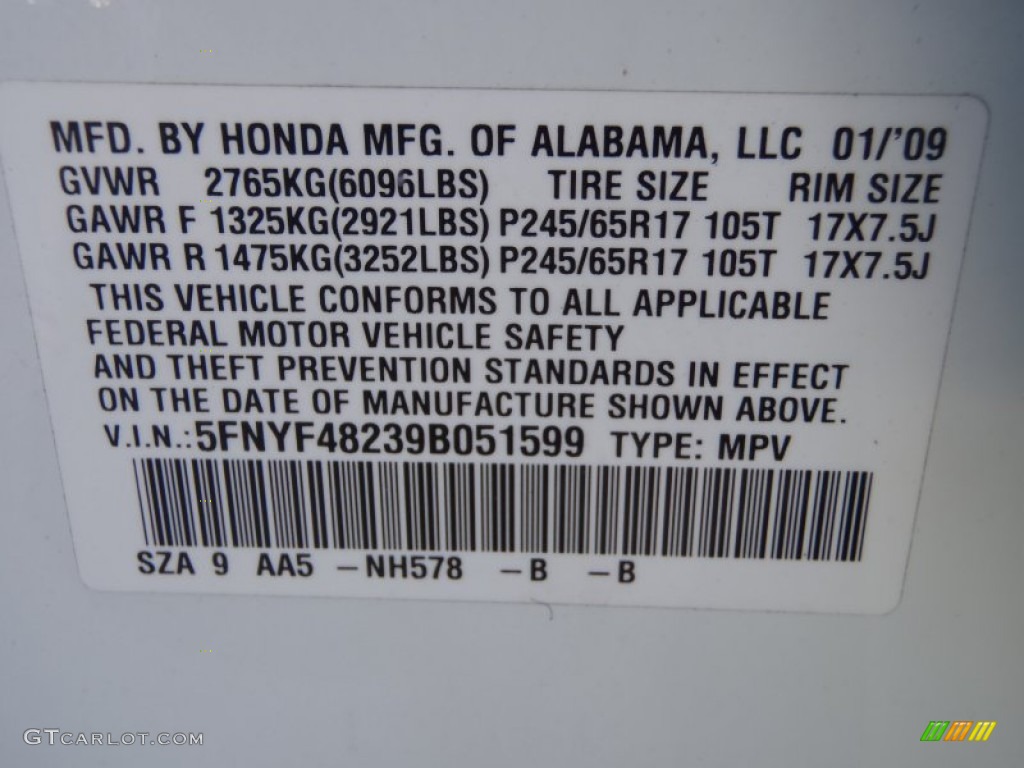 MFD. BY HONDA MFG. OF ALABAMA, LLC 01/'09
GVWR 2765KG(6096LBS) TIRE SIZE RIM SIZE
GAWR F 1325KG(2921LBS) P245/65R17 105T 17X7.5J
GAWR R 1475KG(3252LBS) P245/65R17 105T 17X7.5J
THIS VEHICLE CONFORMS TO ALL APPLICABLE
FEDERAL MOTOR VEHICLE SAFETY
AND THEFT PREVENTION STANDARDS IN EFFECT
ON THE DATE OF MANUFACTURE SHOWN ABOVE.
V.I.N.:5FNYF48239B051599 TYPE: MPV
SZA 9 AA5 -NH578 -B -B
GTCARLOT.COM